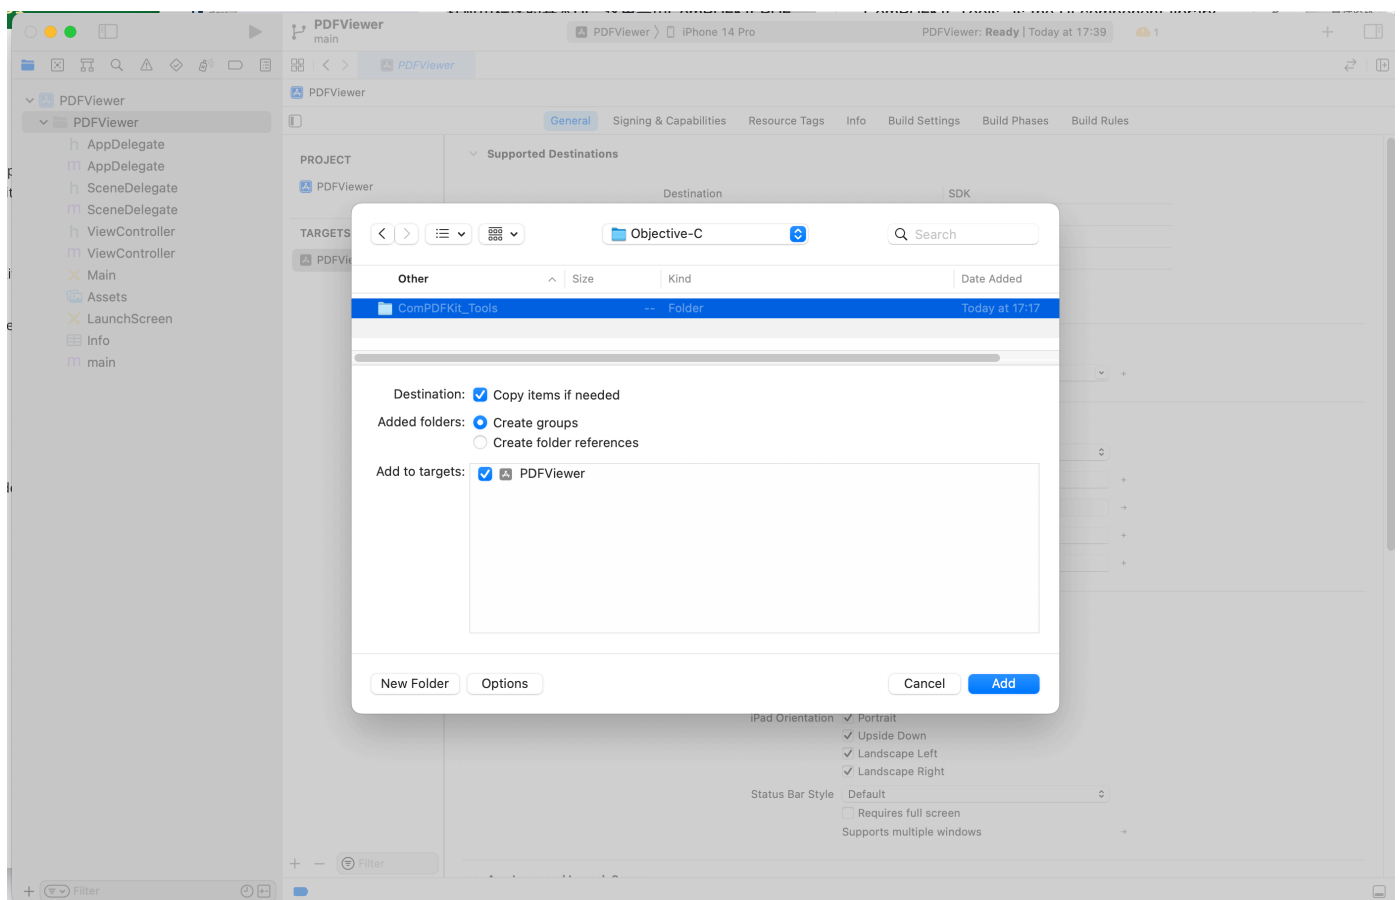 PDFViewer
main
PDFViewer 〉 iPhone 14 Pro
PDFViewer: Ready | Today at 17:39
1
PDFViewer
PDFViewer
PDFViewer
PDFViewer
General Signing & Capabilities Resource Tags Info Build Settings Build Phases Build Rules
h AppDelegate
m AppDelegate
h SceneDelegate
m SceneDelegate
h ViewController
m ViewController
Main
Assets
LaunchScreen
Info
m main
PROJECT
PDFViewer
TARGETS
PDFVie
Supported Destinations
Destination SDK
Objective-C
Search
Other Size Kind Date Added
ComPDFKit_Tools -- Folder Today at 17:17
Destination: Copy items if needed
Added folders: Create groups
Create folder references
Add to targets: PDFViewer
New Folder Options Cancel Add
iPad Orientation Portrait
Upside Down
Landscape Left
Landscape Right
Status Bar Style Default
Requires full screen
Supports multiple windows
Filter
Filter